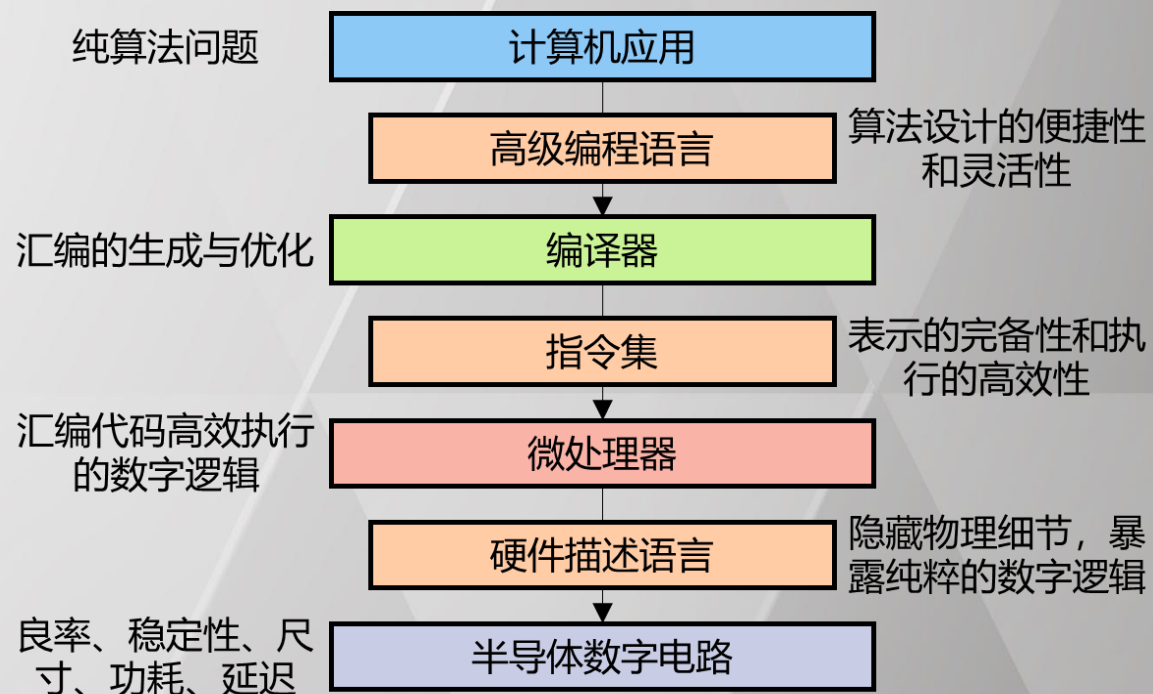 纯算法问题
计算机应用
高级编程语言
算法设计的便捷性
和灵活性
汇编的生成与优化
编译器
指令集
表示的完备性和执
行的高效性
汇编代码高效执行
的数字逻辑
微处理器
硬件描述语言
隐藏物理细节，暴
露纯粹的数字逻辑
良率、稳定性、尺
寸、功耗、延迟
半导体数字电路